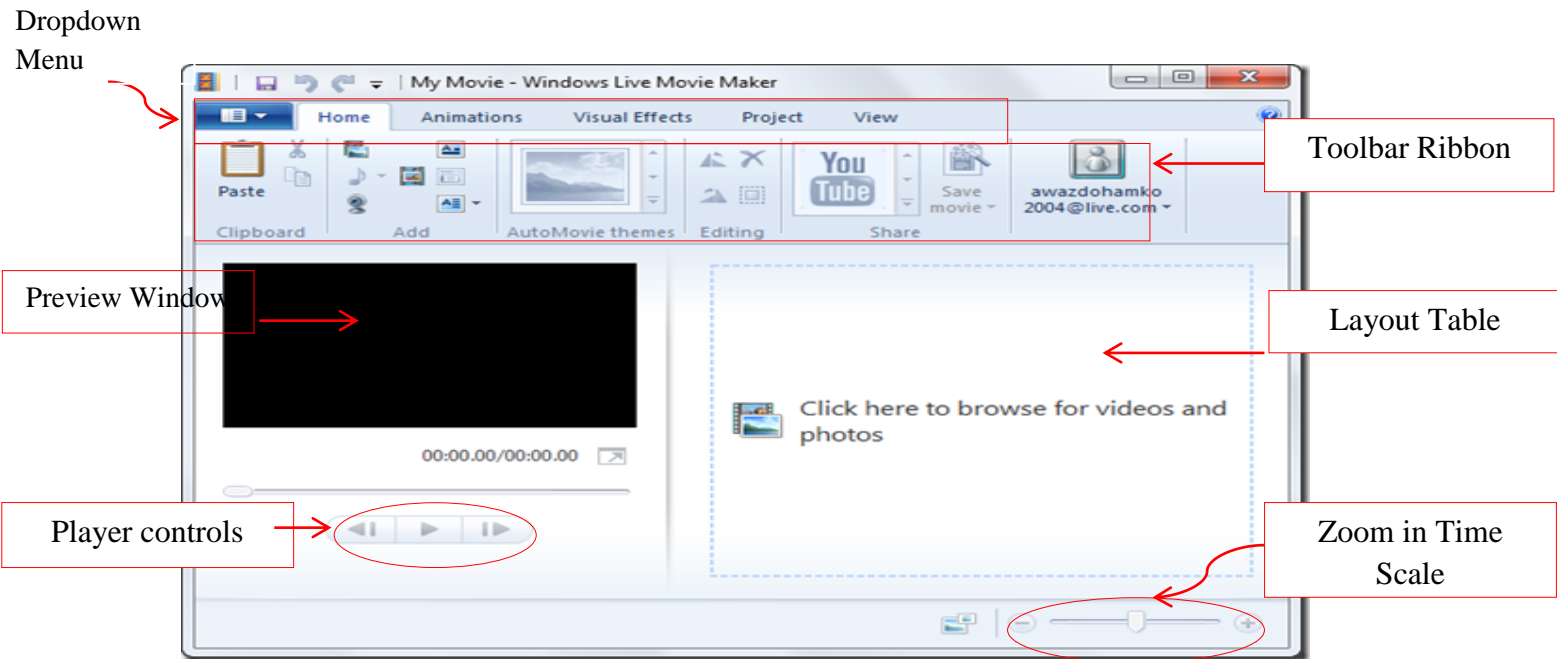 Dropdown
Menu
My Movie - Windows Live Movie Maker
Home Animations Visual Effects Project View
Toolbar Ribbon
Paste
You
Tube
Save
movie
awazdohamko
2004@live.com
Clipboard Add AutoMovie themes Editing Share
Preview Window
Layout Table
Click here to browse for videos and
photos
00:00.00/00:00.00
Player controls
Zoom in Time
Scale